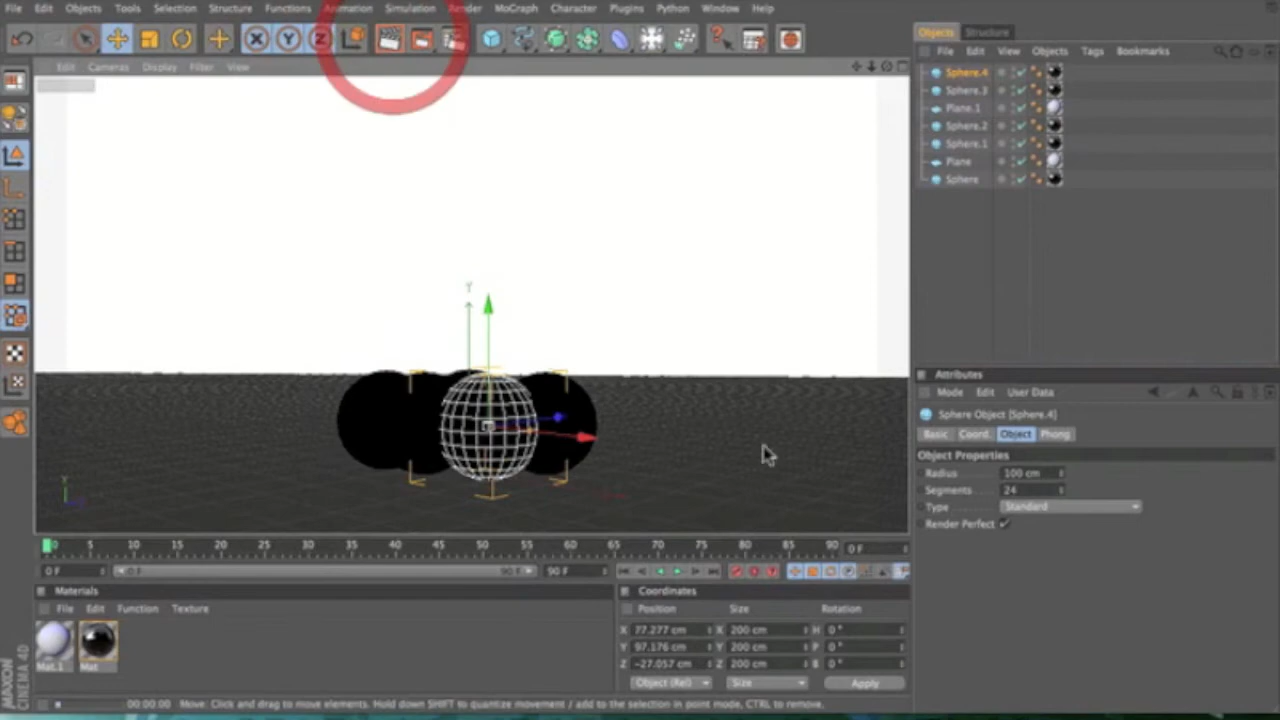 File Edit Objects Tools Selection Structure Functions Animation Simulation Render MoGraph Character Plugins Python Window Help
X Y Z
Objects Structure
File Edit View Objects Tags Bookmarks
Edit Cameras Display Filter View
Sphere.4
Sphere.3
Plane.1
Sphere.2
Sphere.1
Plane
Sphere
Y
Y
Attributes
Mode Edit User Data
Sphere Object [Sphere.4]
Basic Coord. Object Phong
Object Properties
Radius 100 cm
Segments 24
Type Standard
Render Perfect
0 5 10 15 20 25 30 35 40 45 50 55 60 65 70 75 80 85 90 0 F
0 F 0 F 90 F 90 F
Materials
File Edit Function Texture
Mat.1 Mat
Coordinates
Position Size Rotation
X 77.277 cm X 200 cm H 0 °
Y 97.176 cm Y 200 cm P 0 °
Z -27.057 cm Z 200 cm B 0 °
Object (Rel) Size Apply
MAXON
CINEMA 4D
00:00:00 Move: Click and drag to move elements. Hold down SHIFT to quantize movement / add to the selection in point mode, CTRL to remove.